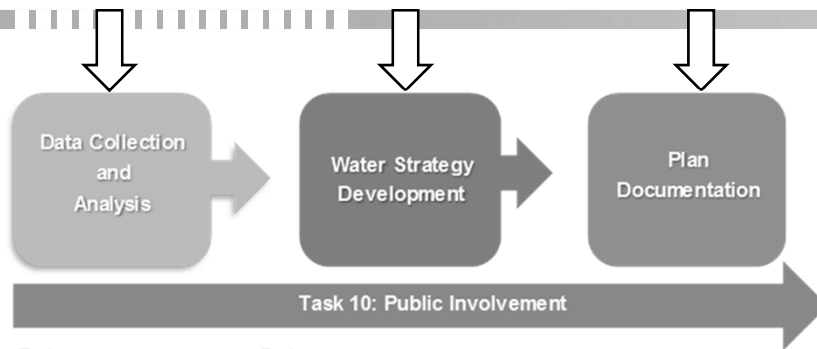 Data Collection
and
Analysis
Water Strategy
Development
Plan
Documentation
Task 10: Public Involvement